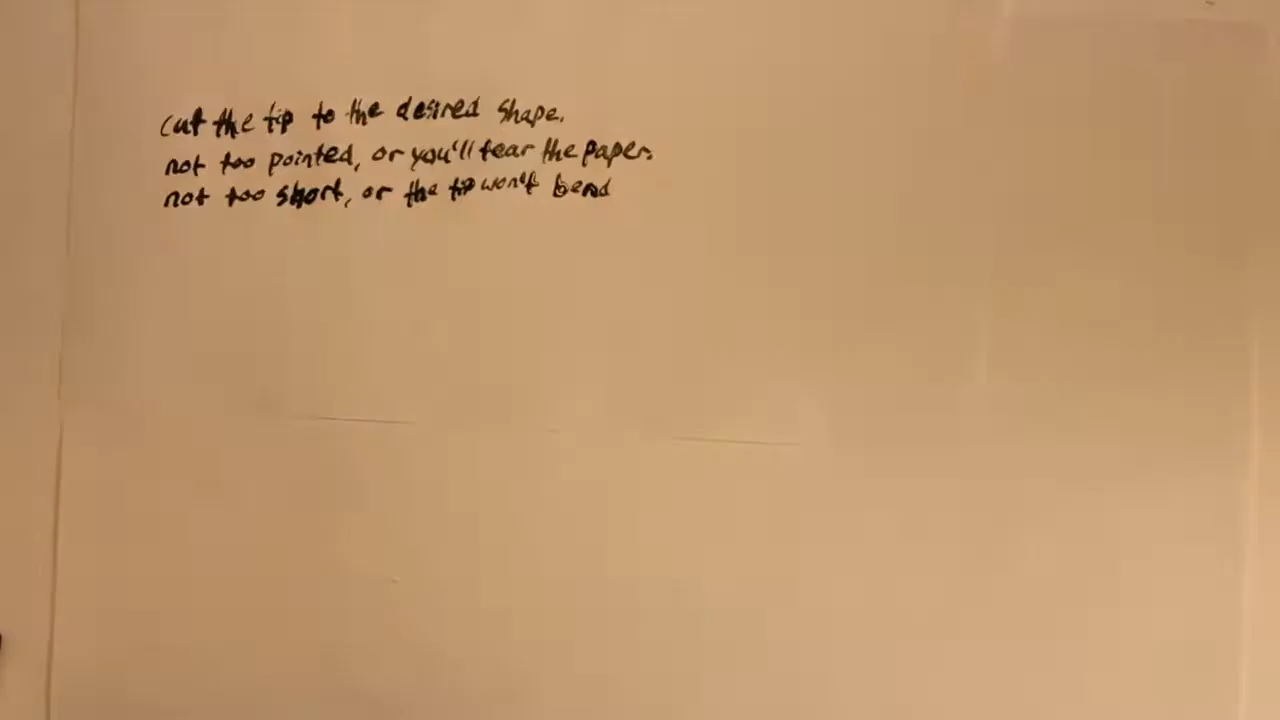 cut the tip to the desired shape.
not too pointed, or you'll tear the paper.
not too short, or the tip won't bend